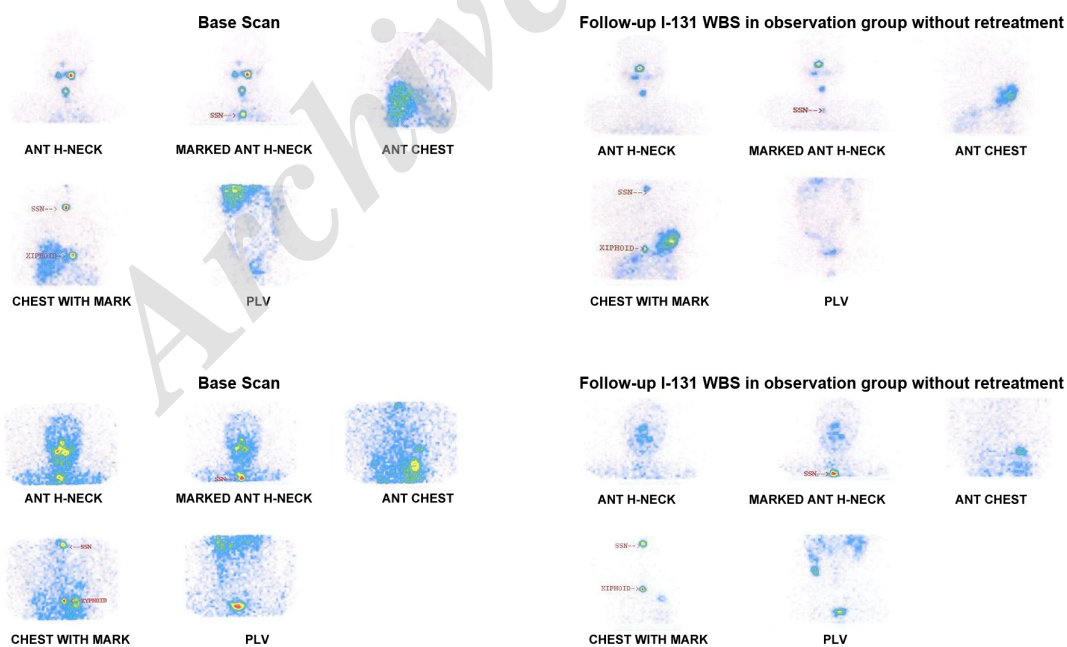 Base Scan
Follow-up I-131 WBS in observation group without retreatment
SSN-->
SSN-->
ANT H-NECK
MARKED ANT H-NECK
ANT CHEST
ANT H-NECK
MARKED ANT H-NECK
ANT CHEST
SSN-->
XIPHOID->
SSN-->
XIPHOID->
CHEST WITH MARK
PLV
CHEST WITH MARK
PLV
Archive
Base Scan
Follow-up I-131 WBS in observation group without retreatment
SSN-->
SSN-->
ANT H-NECK
MARKED ANT H-NECK
ANT CHEST
ANT H-NECK
MARKED ANT H-NECK
ANT CHEST
<--SSN
XYPHOID
SSN-->
XIPHOID->
CHEST WITH MARK
PLV
CHEST WITH MARK
PLV